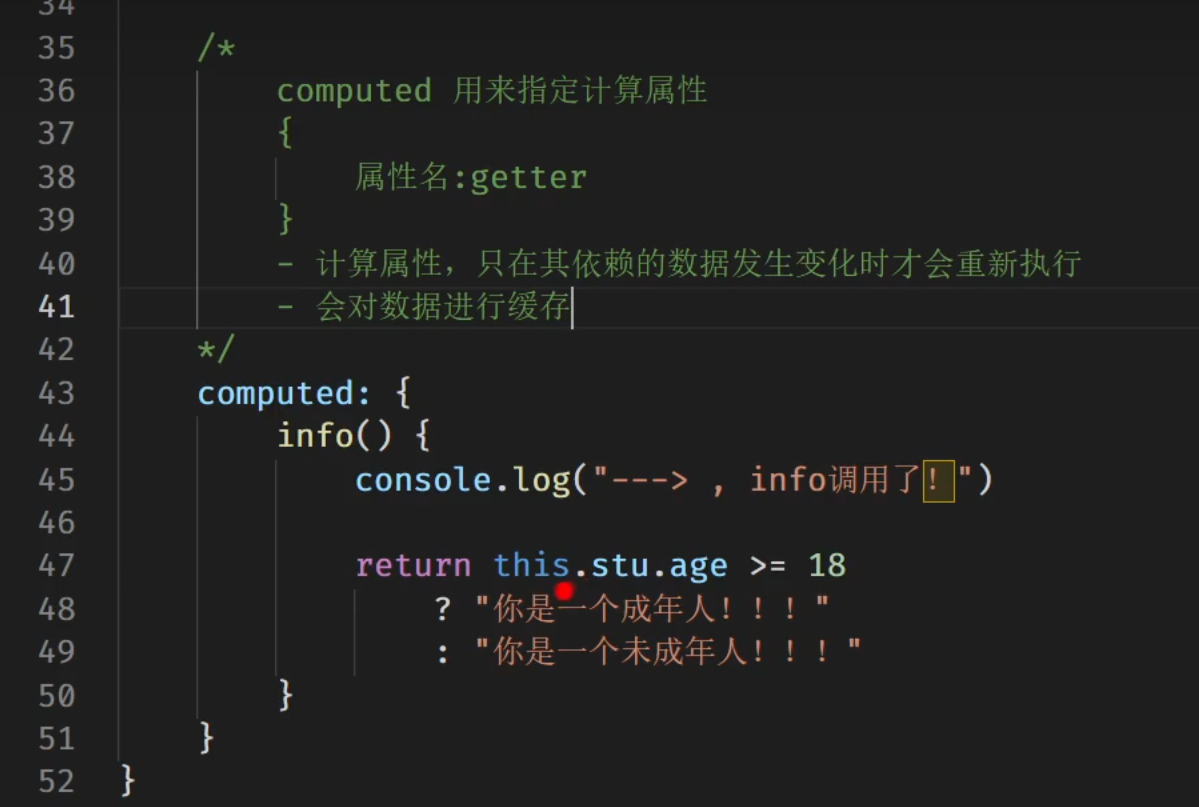 34
35 /*
36 computed 用来指定计算属性
37 {
38 属性名:getter
39 }
40 - 计算属性，只在其依赖的数据发生变化时才会重新执行
41 - 会对数据进行缓存
42 */
43 computed: {
44 info() {
45 console.log("---> , info调用了！")
46
47 return this.stu.age >= 18
48 ? "你是一个成年人！！！"
49 : "你是一个未成年人！！！"
50 }
51 }
52 }